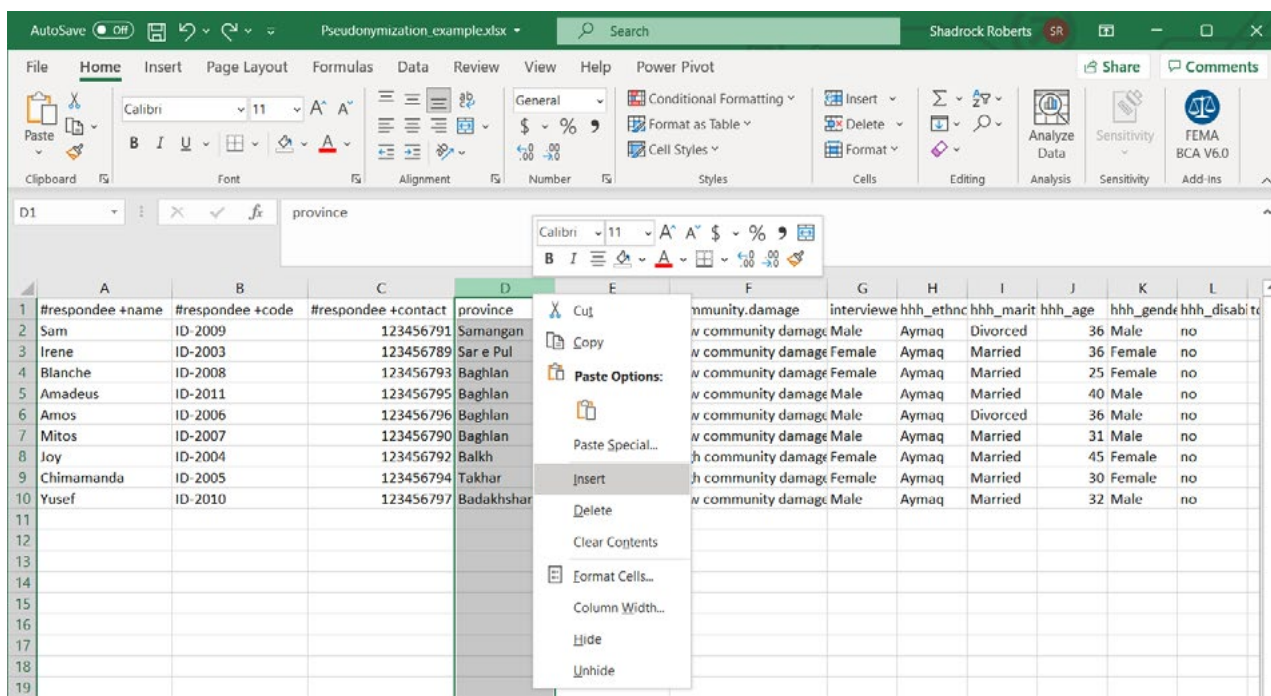 AutoSave Off Pseudonymization_example.xlsx Search Shadrock Roberts SR
File Home Insert Page Layout Formulas Data Review View Help Power Pivot Share Comments
Paste Calibri 11 A A B I U A ab General $ % 9 .00 .00 Conditional Formatting Format as Table Cell Styles Insert Delete Format Analyze Data Sensitivity FEMA BCA V6.0
Clipboard Font Alignment Number Styles Cells Editing Analysis Sensitivity Add-Ins
D1 fx province
Calibri 11 A A $ % 9
B I A .00 .00
A B C D E F G H I J K L
1 #respondee +name #respondee +code #respondee +contact province mmunity.damage interviewe hhh_ethnc hhh_marit hhh_age hhh_gende hhh_disabi tc
2 Sam ID-2009 123456791 Samangan w community damage Male Aymaq Divorced 36 Male no
3 Irene ID-2003 123456789 Sar e Pul w community damage Female Aymaq Married 36 Female no
4 Blanche ID-2008 123456793 Baghlan w community damage Female Aymaq Married 25 Female no
5 Amadeus ID-2011 123456795 Baghlan w community damage Male Aymaq Married 40 Male no
6 Amos ID-2006 123456796 Baghlan w community damage Male Aymaq Divorced 36 Male no
7 Mitos ID-2007 123456790 Baghlan w community damage Male Aymaq Married 31 Male no
8 Joy ID-2004 123456792 Balkh h community damage Female Aymaq Married 45 Female no
9 Chimamanda ID-2005 123456794 Takhar h community damage Female Aymaq Married 30 Female no
10 Yusef ID-2010 123456797 Badakhshan w community damage Male Aymaq Married 32 Male no
11
12
13
14
15
16
17
18
19
Cut
Copy
Paste Options:
Paste Special...
Insert
Delete
Clear Contents
Format Cells...
Column Width...
Hide
Unhide